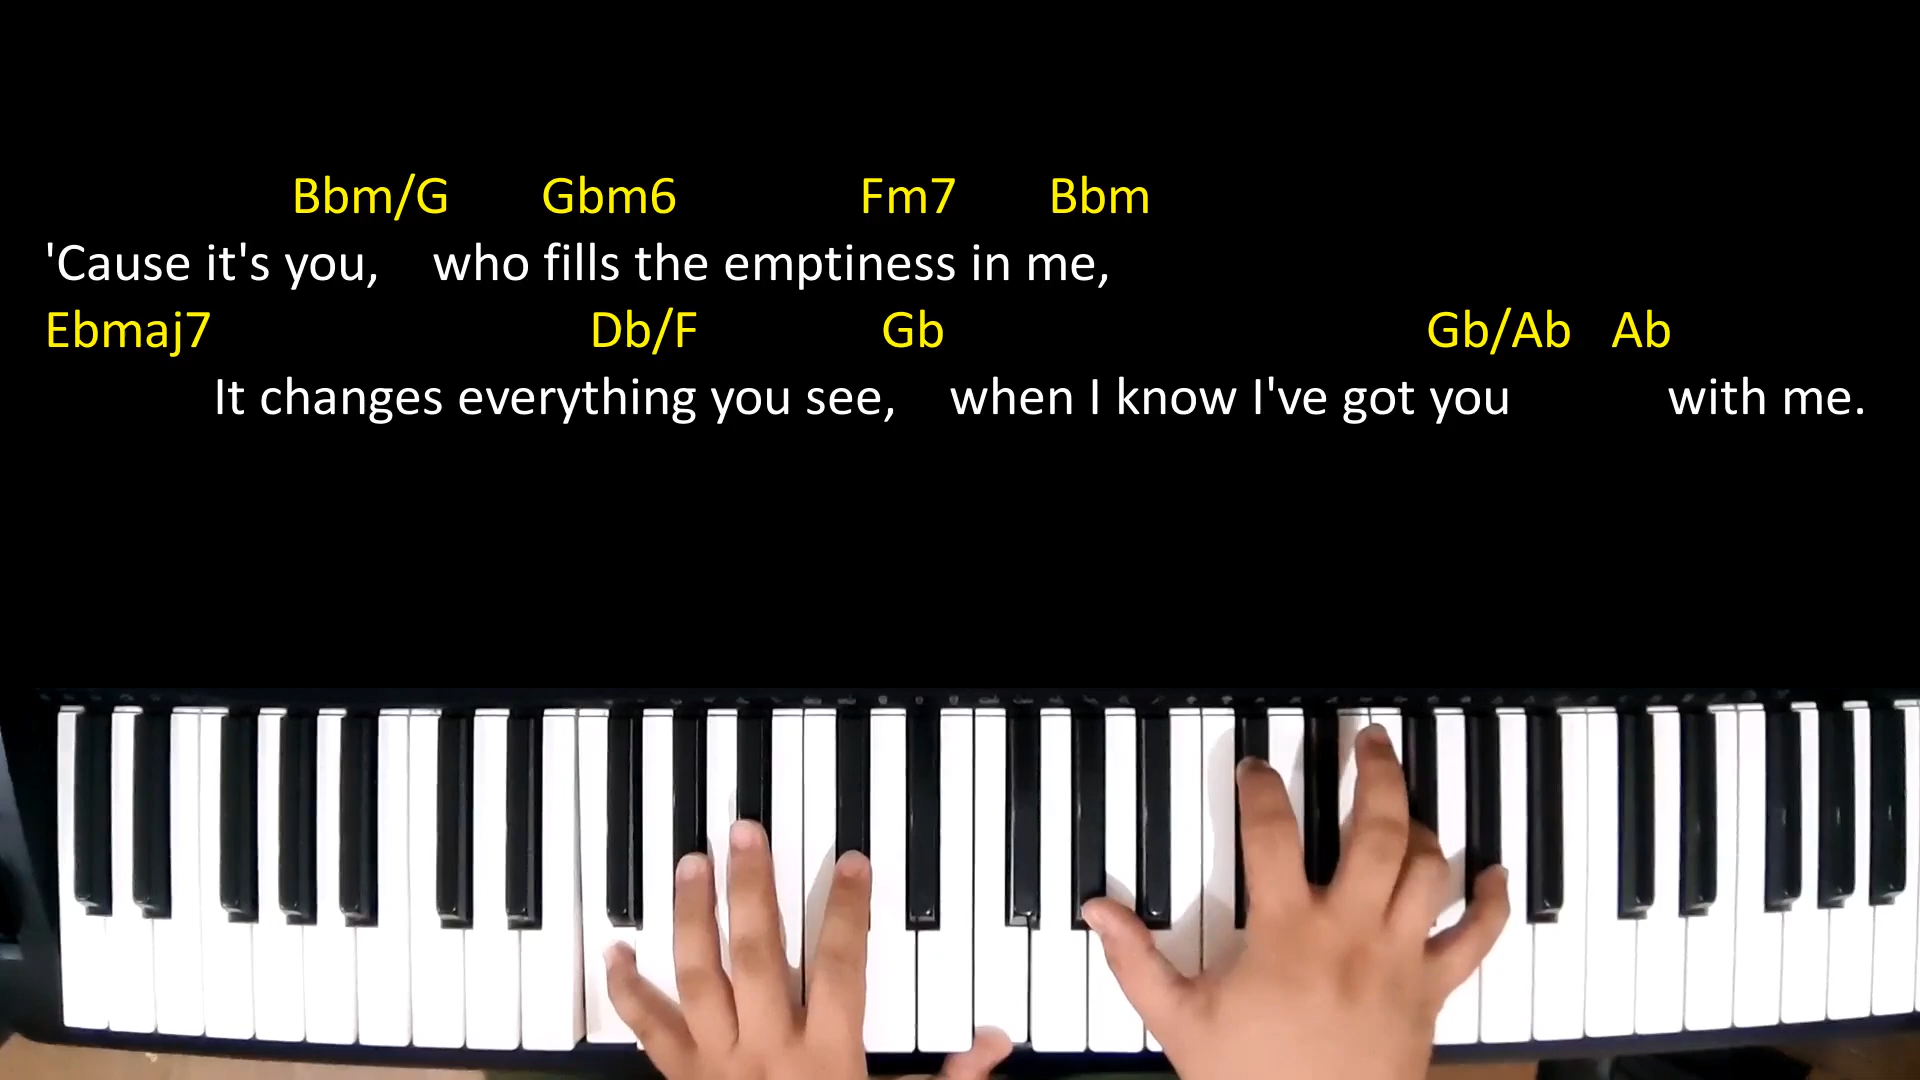 Bbm/G Gbm6 Fm7 Bbm
'Cause it's you, who fills the emptiness in me,
Ebmaj7 Db/F Gb Gb/Ab Ab
It changes everything you see, when I know I've got you with me.